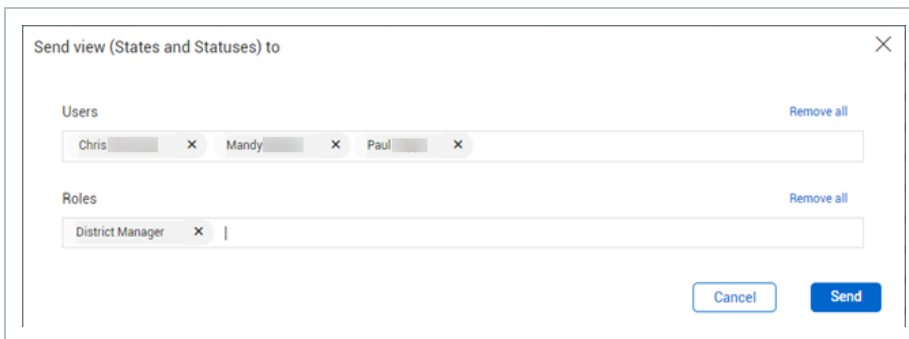 Send view (States and Statuses) to
Users Remove all
Chris Mandy Paul
Roles Remove all
District Manager
Cancel Send